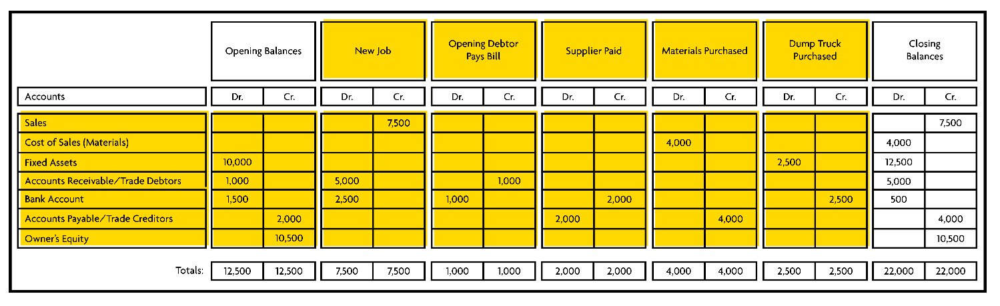 Opening Balances
New Job
Opening Debtor
Pays Bill
Supplier Paid
Materials Purchased
Dump Truck
Purchased
Closing
Balances
Accounts Dr. Cr. Dr. Cr. Dr. Cr. Dr. Cr. Dr. Cr. Dr. Cr. Dr. Cr.
Sales 7,500 7,500
Cost of Sales (Materials) 4,000 4,000
Fixed Assets 10,000 2,500 12,500
Accounts Receivable/Trade Debtors 1,000 5,000 1,000 5,000
Bank Account 1,500 2,500 1,000 2,000 2,500 500
Accounts Payable/Trade Creditors 2,000 2,000 4,000 4,000
Owner's Equity 10,500 10,500
Totals: 12,500 12,500 7,500 7,500 1,000 1,000 2,000 2,000 4,000 4,000 2,500 2,500 22,000 22,000